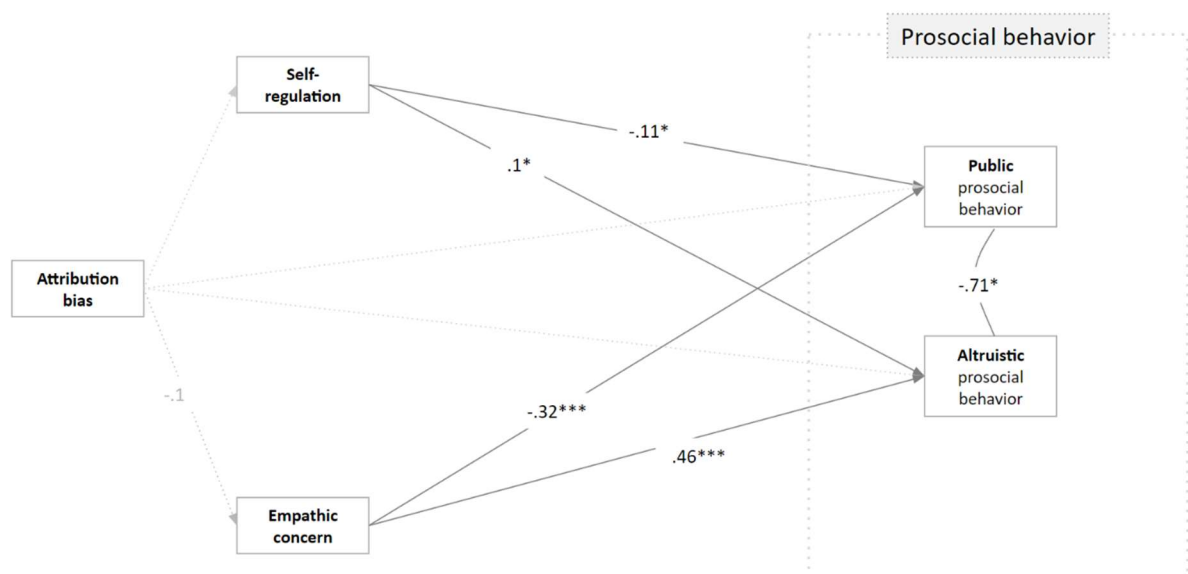 Prosocial behavior
Self-
regulation
-.11*
.1*
Public
prosocial
behavior
Attribution
bias
-.71*
Altruistic
prosocial
behavior
-.1
-.32***
.46***
Empathic
concern